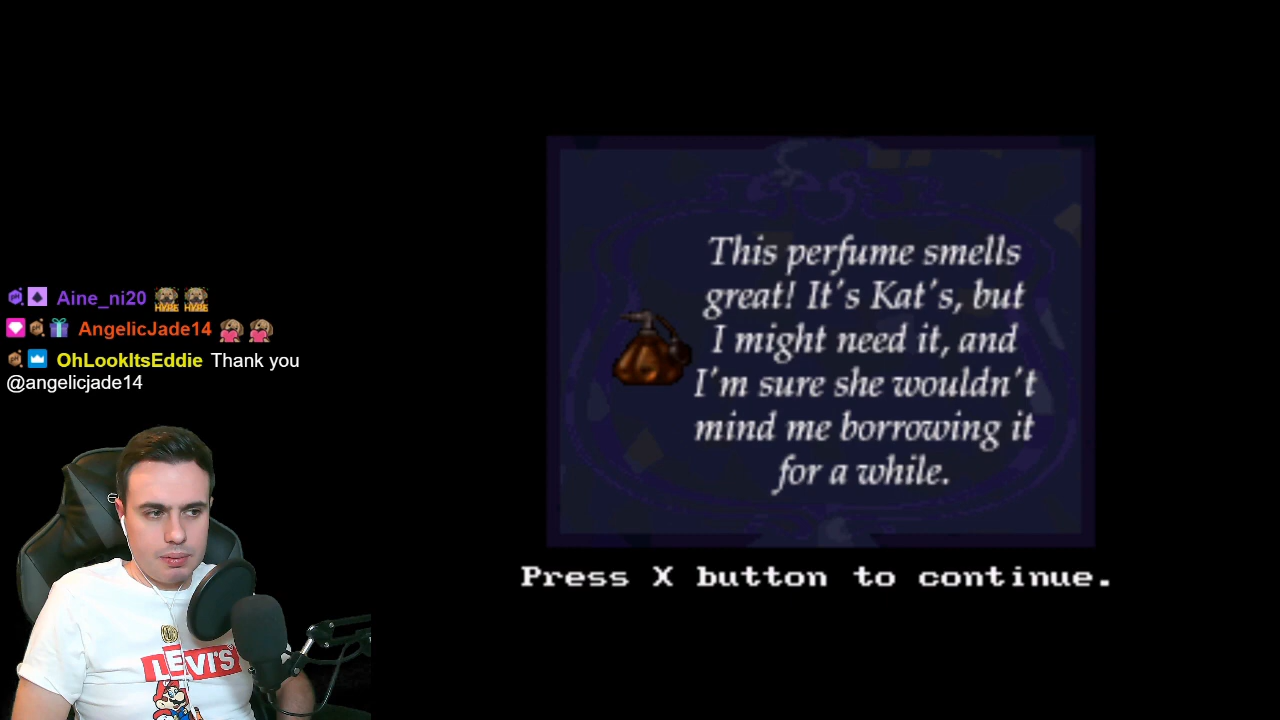 Aine_ni20
AngelicJade14
OhLookItsEddie Thank you
@angelicjade14
This perfume smells
great! It's Kat's, but
I might need it, and
I'm sure she wouldn't
mind me borrowing it
for a while.
Press X button to continue.
LEVI'S